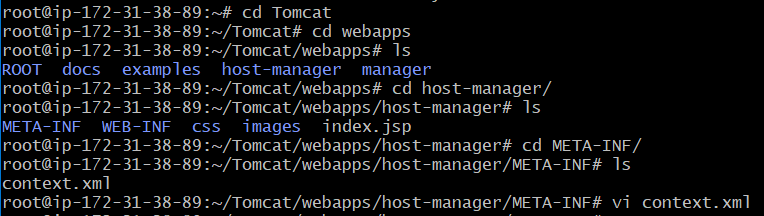 root@ip-172-31-38-89:~# cd Tomcat
root@ip-172-31-38-89:~/Tomcat# cd webapps
root@ip-172-31-38-89:~/Tomcat/webapps# ls
ROOT  docs  examples  host-manager  manager
root@ip-172-31-38-89:~/Tomcat/webapps# cd host-manager/
root@ip-172-31-38-89:~/Tomcat/webapps/host-manager# ls
META-INF  WEB-INF  css  images  index.jsp
root@ip-172-31-38-89:~/Tomcat/webapps/host-manager# cd META-INF/
root@ip-172-31-38-89:~/Tomcat/webapps/host-manager/META-INF# ls
context.xml
root@ip-172-31-38-89:~/Tomcat/webapps/host-manager/META-INF# vi context.xml